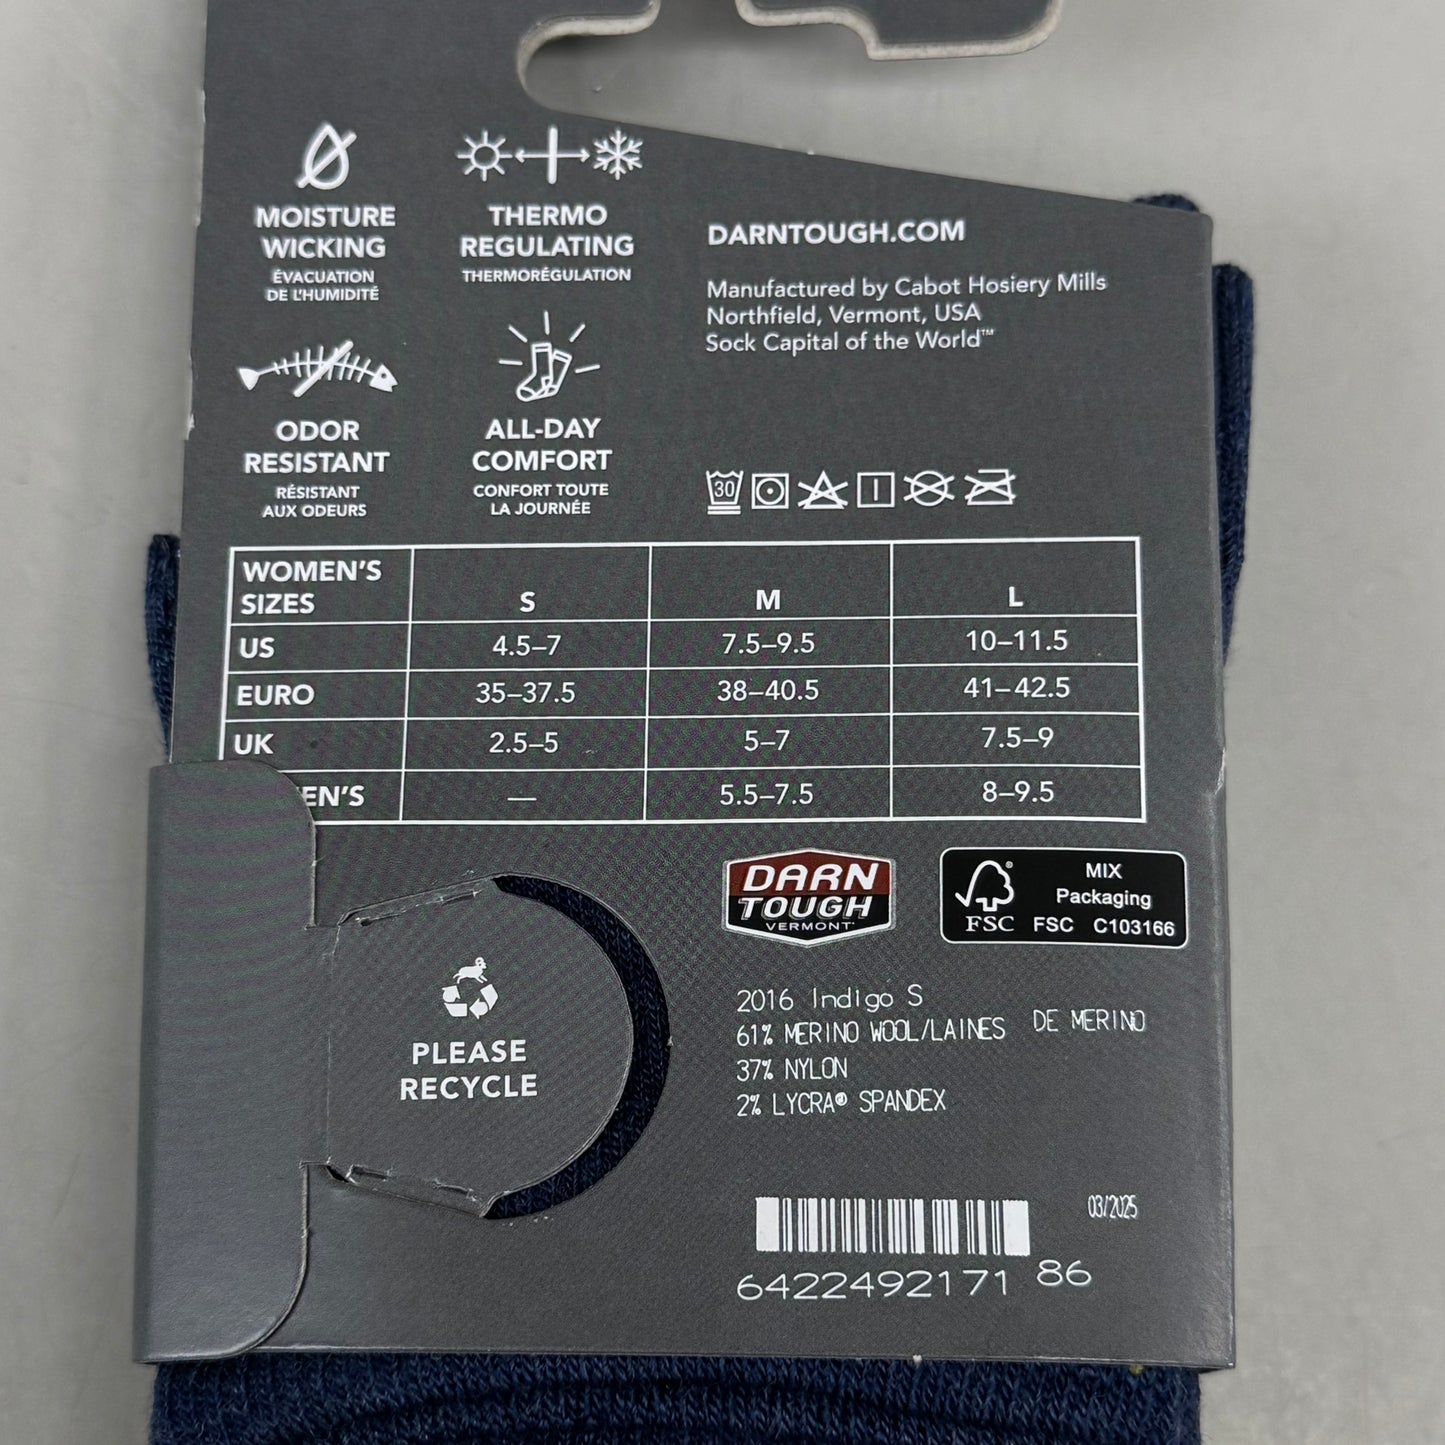 MOISTURE
WICKING
ÉVACUATION
DE L'HUMIDITÉ
THERMO
REGULATING
THERMORÉGULATION
ODOR
RESISTANT
RÉSISTANT
AUX ODEURS
ALL-DAY
COMFORT
CONFORT TOUTE
LA JOURNÉE
DARNTOUGH.COM
Manufactured by Cabot Hosiery Mills
Northfield, Vermont, USA
Sock Capital of the World™
30
WOMEN'S SIZES S M L
US 4.5–7 7.5–9.5 10–11.5
EURO 35–37.5 38–40.5 41–42.5
UK 2.5–5 5–7 7.5–9
EN'S — 5.5–7.5 8–9.5
DARN
TOUGH
VERMONT
FSC
MIX
Packaging
FSC C103166
PLEASE
RECYCLE
2016 Indigo S
61% MERINO WOOL/LAINES DE MERINO
37% NYLON
2% LYCRA® SPANDEX
03/2025
6422492171 86